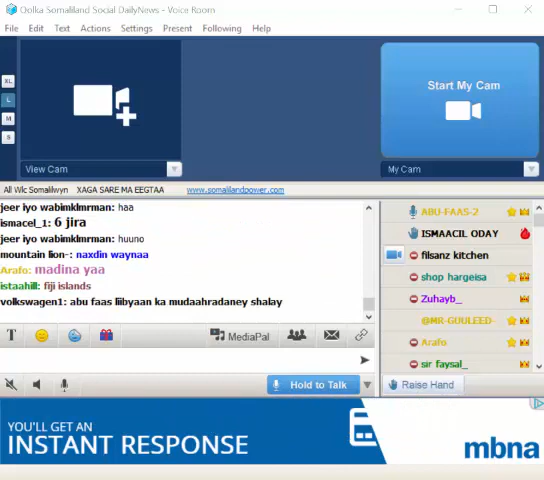 Oolka Somaliland Social DailyNews - Voice Room
File Edit Text Actions Settings Present Following Help
XL
L
M
S
View Cam
Start My Cam
My Cam
All Wlc Somalilwyn XAGA SARE MA EEGTAA www.somalilandpower.com
jeer iyo wabimklmrman: haa
ismacel_1: 6 jira
jeer iyo wabimklmrman: huuno
mountain lion-: naxdin waynaa
Arafo: madina yaa
istaahill: fiji islands
volkswagen1: abu faas liibyaan ka mudaahradaney shalay
ABU-FAAS-2
ISMAACIL ODAY
filsanz kitchen
shop hargeisa
Zuhayb_
@MR-GUULEED-
Arafo
sir faysal_
T
MediaPal
Hold to Talk
Raise Hand
YOU'LL GET AN
INSTANT RESPONSE
mbna